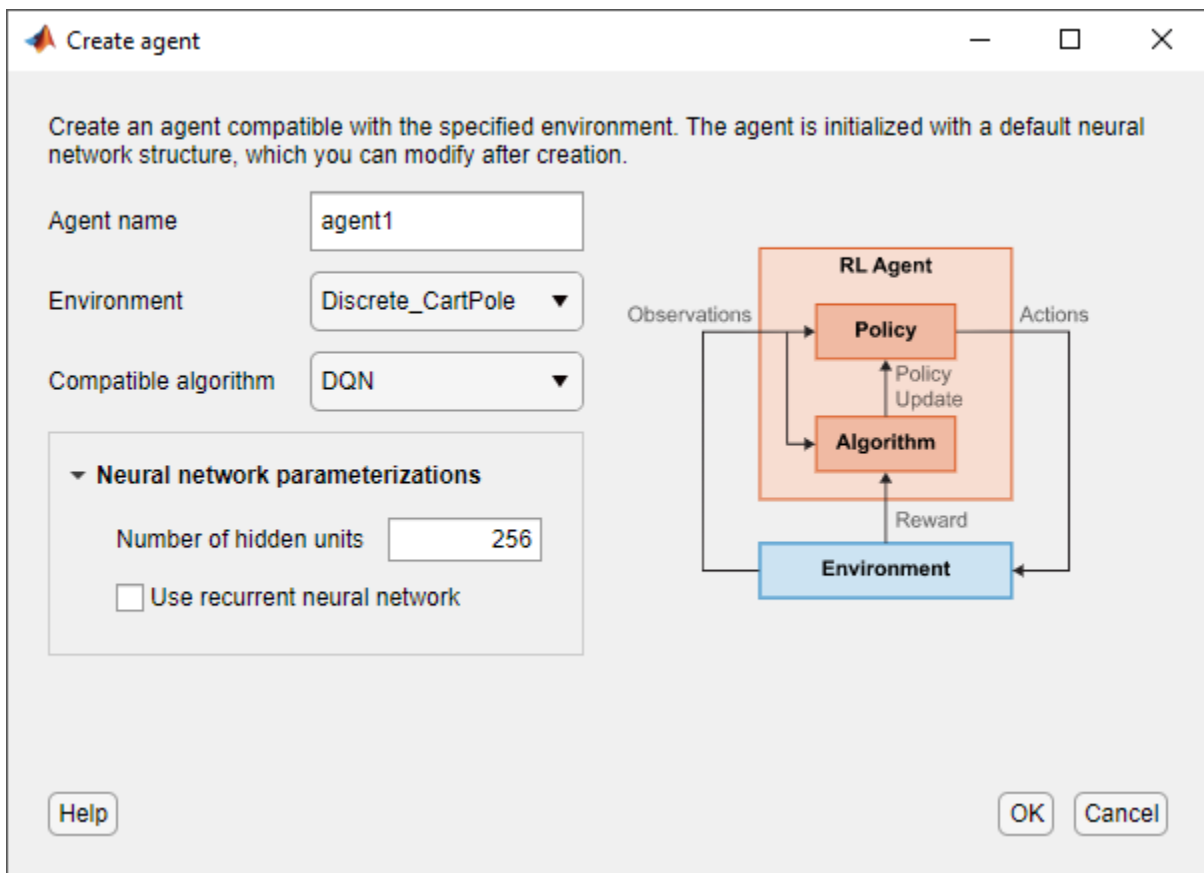 Create agent
Create an agent compatible with the specified environment. The agent is initialized with a default neural
network structure, which you can modify after creation.
Agent name
agent1
Environment
Discrete_CartPole
Compatible algorithm
DQN
Neural network parameterizations
Number of hidden units
256
Use recurrent neural network
RL Agent
Observations
Policy
Actions
Policy
Update
Algorithm
Reward
Environment
Help
OK
Cancel